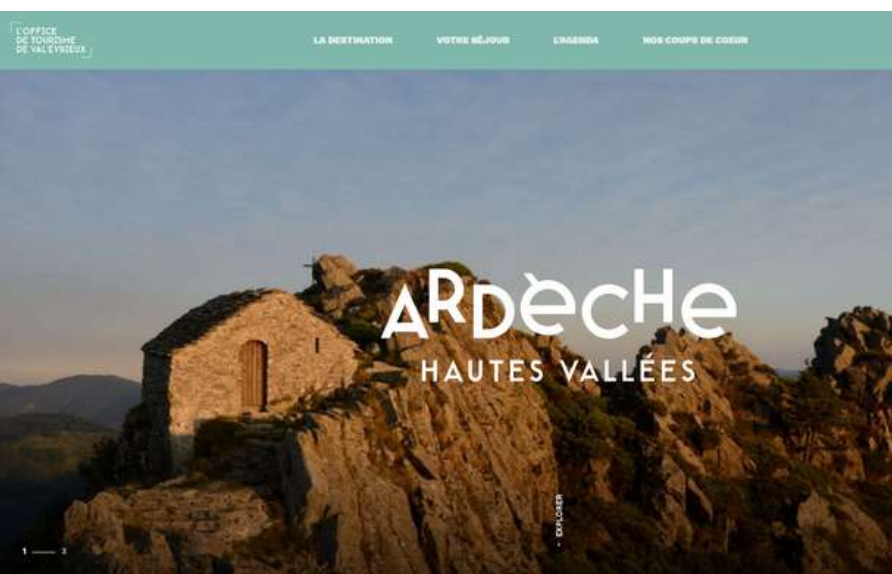 L'OFFICE
DE TOURISME
DE VAL'EYRIEUX
LA DESTINATION
VOTRE SÉJOUR
L'AGENDA
NOS COUPS DE COEUR
ARDÈCHE
HAUTES VALLÉES
EXPLORER
1
3